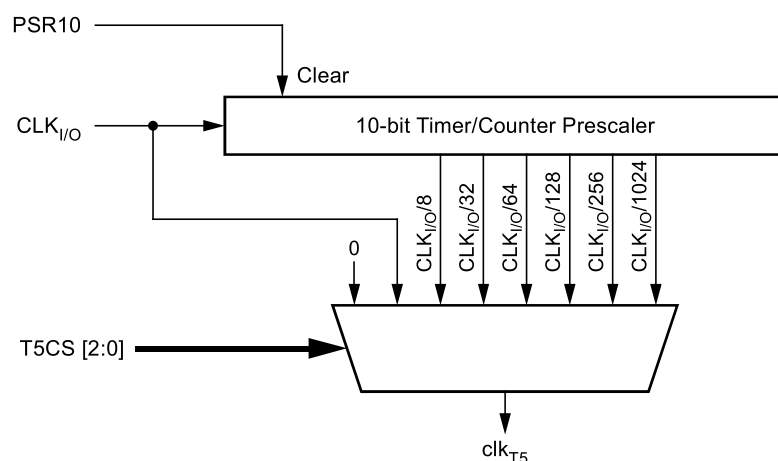 PSR10
Clear
CLKI/O
10-bit Timer/Counter Prescaler
CLKI/O/8
CLKI/O/32
CLKI/O/64
CLKI/O/128
CLKI/O/256
CLKI/O/1024
0
T5CS [2:0]
clkT5